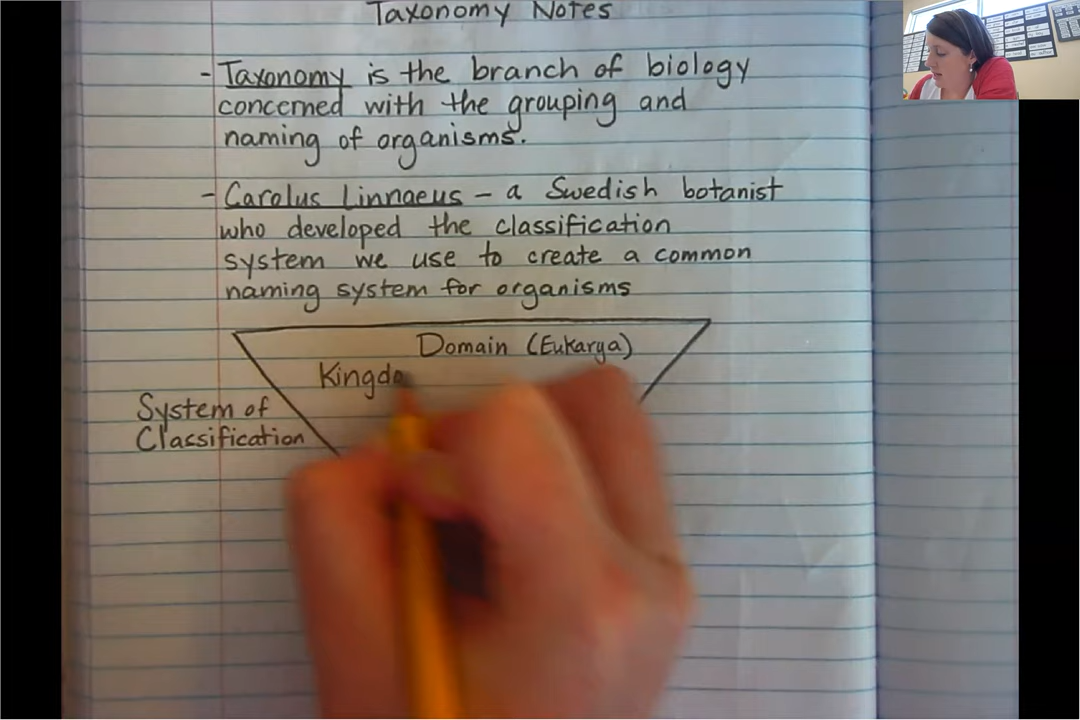 Taxonomy Notes
- Taxonomy is the branch of biology
concerned with the grouping and
naming of organisms.
- Carolus Linnaeus - a Swedish botanist
who developed the classification
system we use to create a common
naming system for organisms
Domain (Eukarya)
Kingdo
System of
Classification